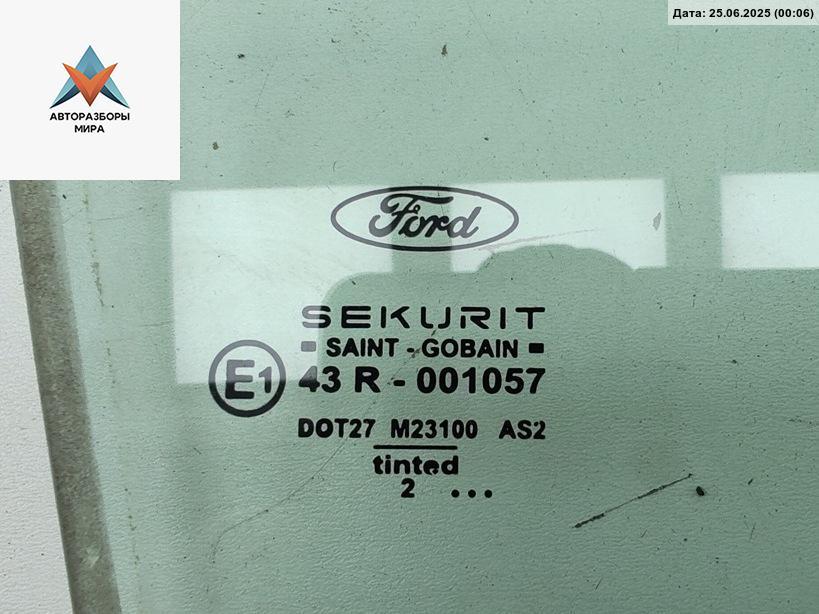 Дата: 25.06.2025 (00:06)
АВТОРАЗБОРЫ
МИРА
Ford
SEKURIT
SAINT - GOBAIN
E1 43 R - 001057
DOT27 M23100 AS2
tinted
2 ...